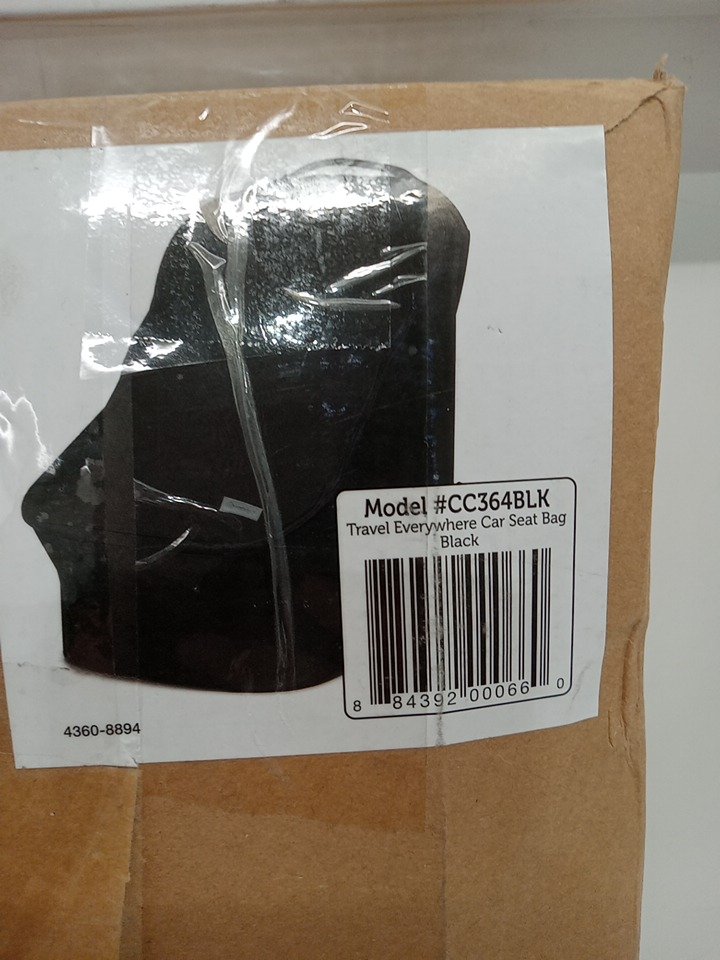 Model #CC364BLK
Travel Everywhere Car Seat Bag
Black
8 84392 00066 0
4360-8894